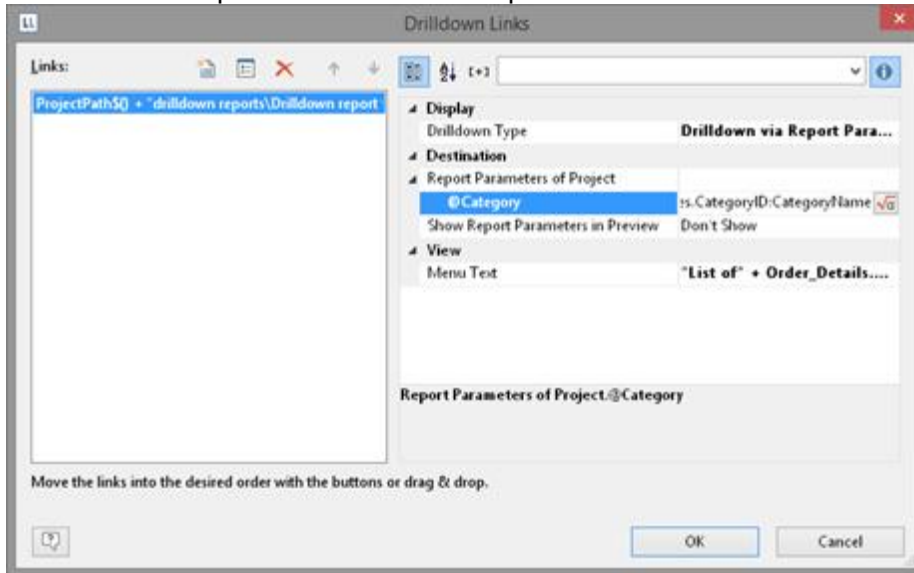 Drilldown Links
Links:
ProjectPath$() + "drilldown reports\Drilldown report
Display
Drilldown Type Drilldown via Report Para...
Destination
Report Parameters of Project
@Category s.CategoryID:CategoryName
Show Report Parameters in Preview Don't Show
View
Menu Text "List of" + Order_Details....
Report Parameters of Project.@Category
Move the links into the desired order with the buttons or drag & drop.
OK Cancel